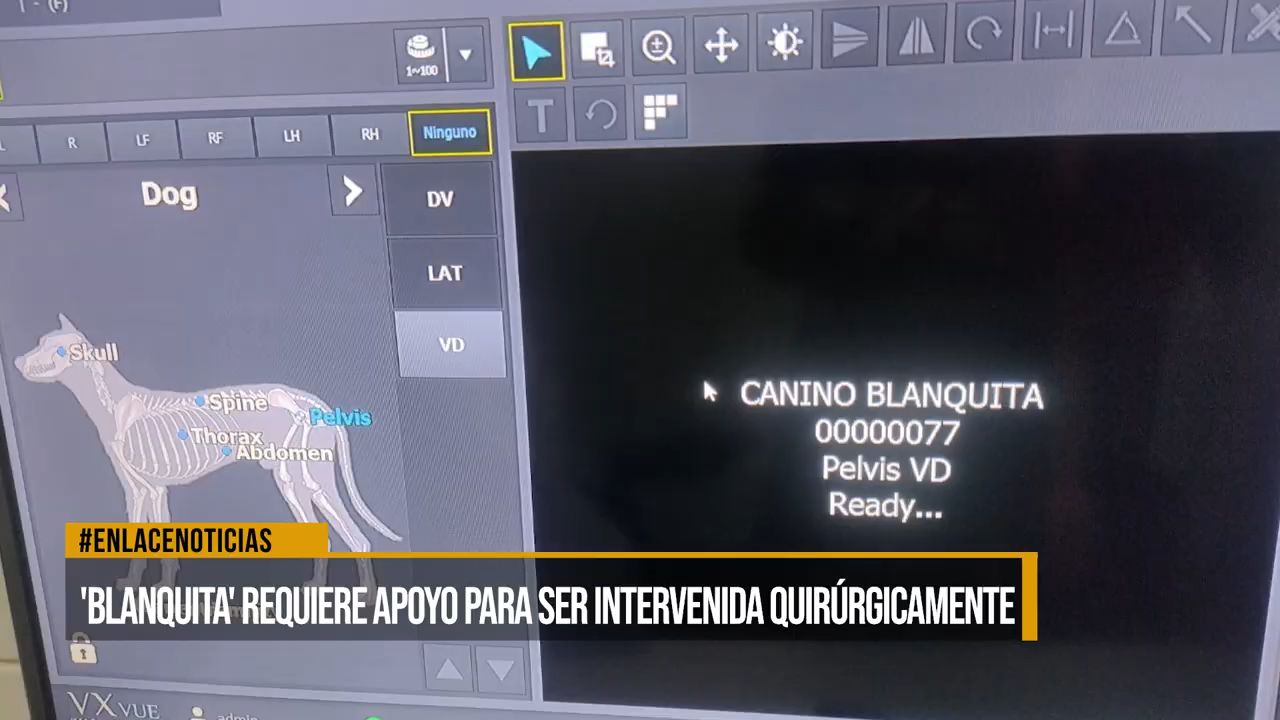 1~100
R
LF
RF
LH
RH
Ninguno
T
Dog
DV
LAT
VD
Skull
Spine
Pelvis
Thorax
Abdomen
CANINO BLANQUITA
00000077
Pelvis VD
Ready...
#ENLACENOTICIAS
'BLANQUITA' REQUIERE APOYO PARA SER INTERVENIDA QUIRÚRGICAMENTE
VXVUE
admin